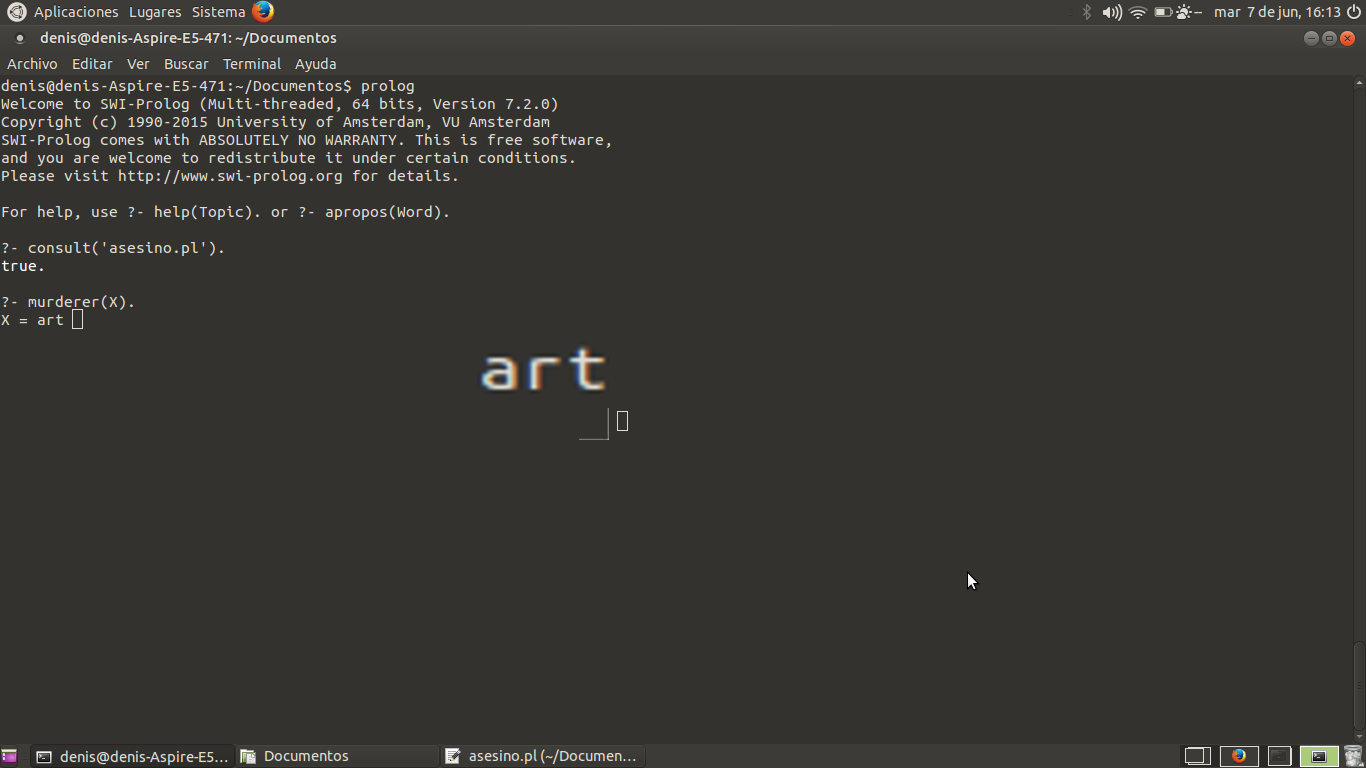 Aplicaciones Lugares Sistema mar 7 de jun, 16:13
denis@denis-Aspire-E5-471: ~/Documentos
Archivo Editar Ver Buscar Terminal Ayuda
denis@denis-Aspire-E5-471:~/Documentos$ prolog
Welcome to SWI-Prolog (Multi-threaded, 64 bits, Version 7.2.0)
Copyright (c) 1990-2015 University of Amsterdam, VU Amsterdam
SWI-Prolog comes with ABSOLUTELY NO WARRANTY. This is free software,
and you are welcome to redistribute it under certain conditions.
Please visit http://www.swi-prolog.org for details.
For help, use ?- help(Topic). or ?- apropos(Word).
?- consult('asesino.pl').
true.
?- murderer(X).
X = art
art
denis@denis-Aspire-E5... Documentos asesino.pl (~/Documen...